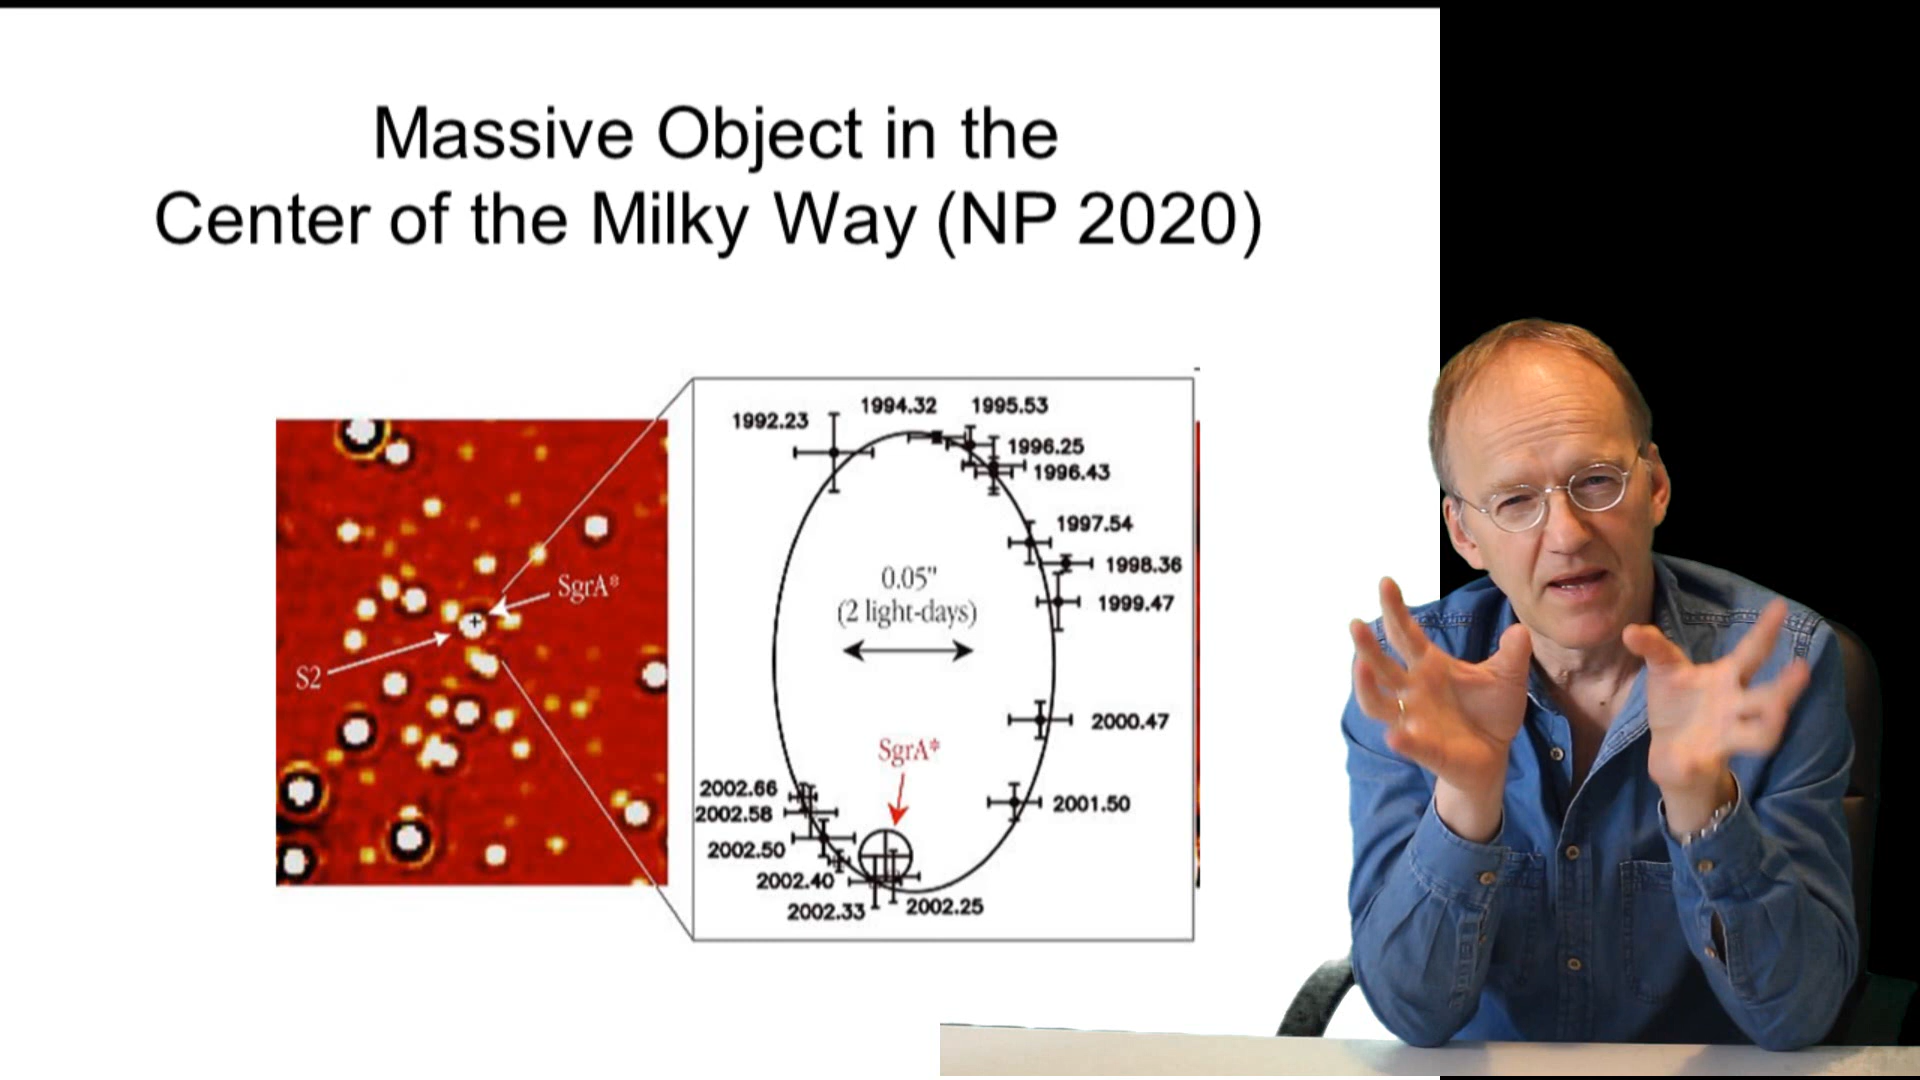 Massive Object in the
Center of the Milky Way (NP 2020)
SgrA*
S2
1992.23
1994.32
1995.53
1996.25
1996.43
1997.54
1998.36
1999.47
0.05"
(2 light-days)
2000.47
SgrA*
2001.50
2002.66
2002.58
2002.50
2002.40
2002.33
2002.25